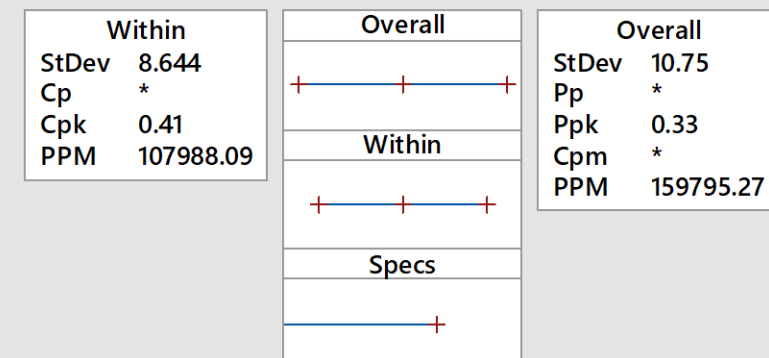 Within
StDev 8.644
Cp *
Cpk 0.41
PPM 107988.09
Overall
Within
Specs
Overall
StDev 10.75
Pp *
Ppk 0.33
Cpm *
PPM 159795.27